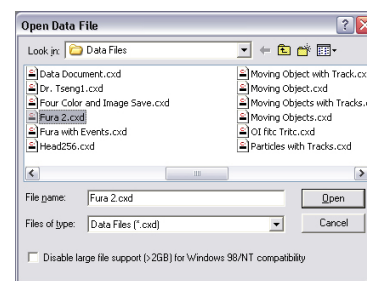 Open Data File
Look in: Data Files
Data Document.cxd
Dr. Tseng1.cxd
Four Color and Image Save.cxd
Fura 2.cxd
Fura with Events.cxd
Head256.cxd
Moving Object with Track.cx
Moving Object.cxd
Moving Objects with Tracks.
Moving Objects.cxd
OI fitc Tritc.cxd
Particles with Tracks.cxd
File name: Fura 2.cxd Open
Files of type: Data Files (*.cxd) Cancel
Disable large file support (>2GB) for Windows 98/NT compatibility